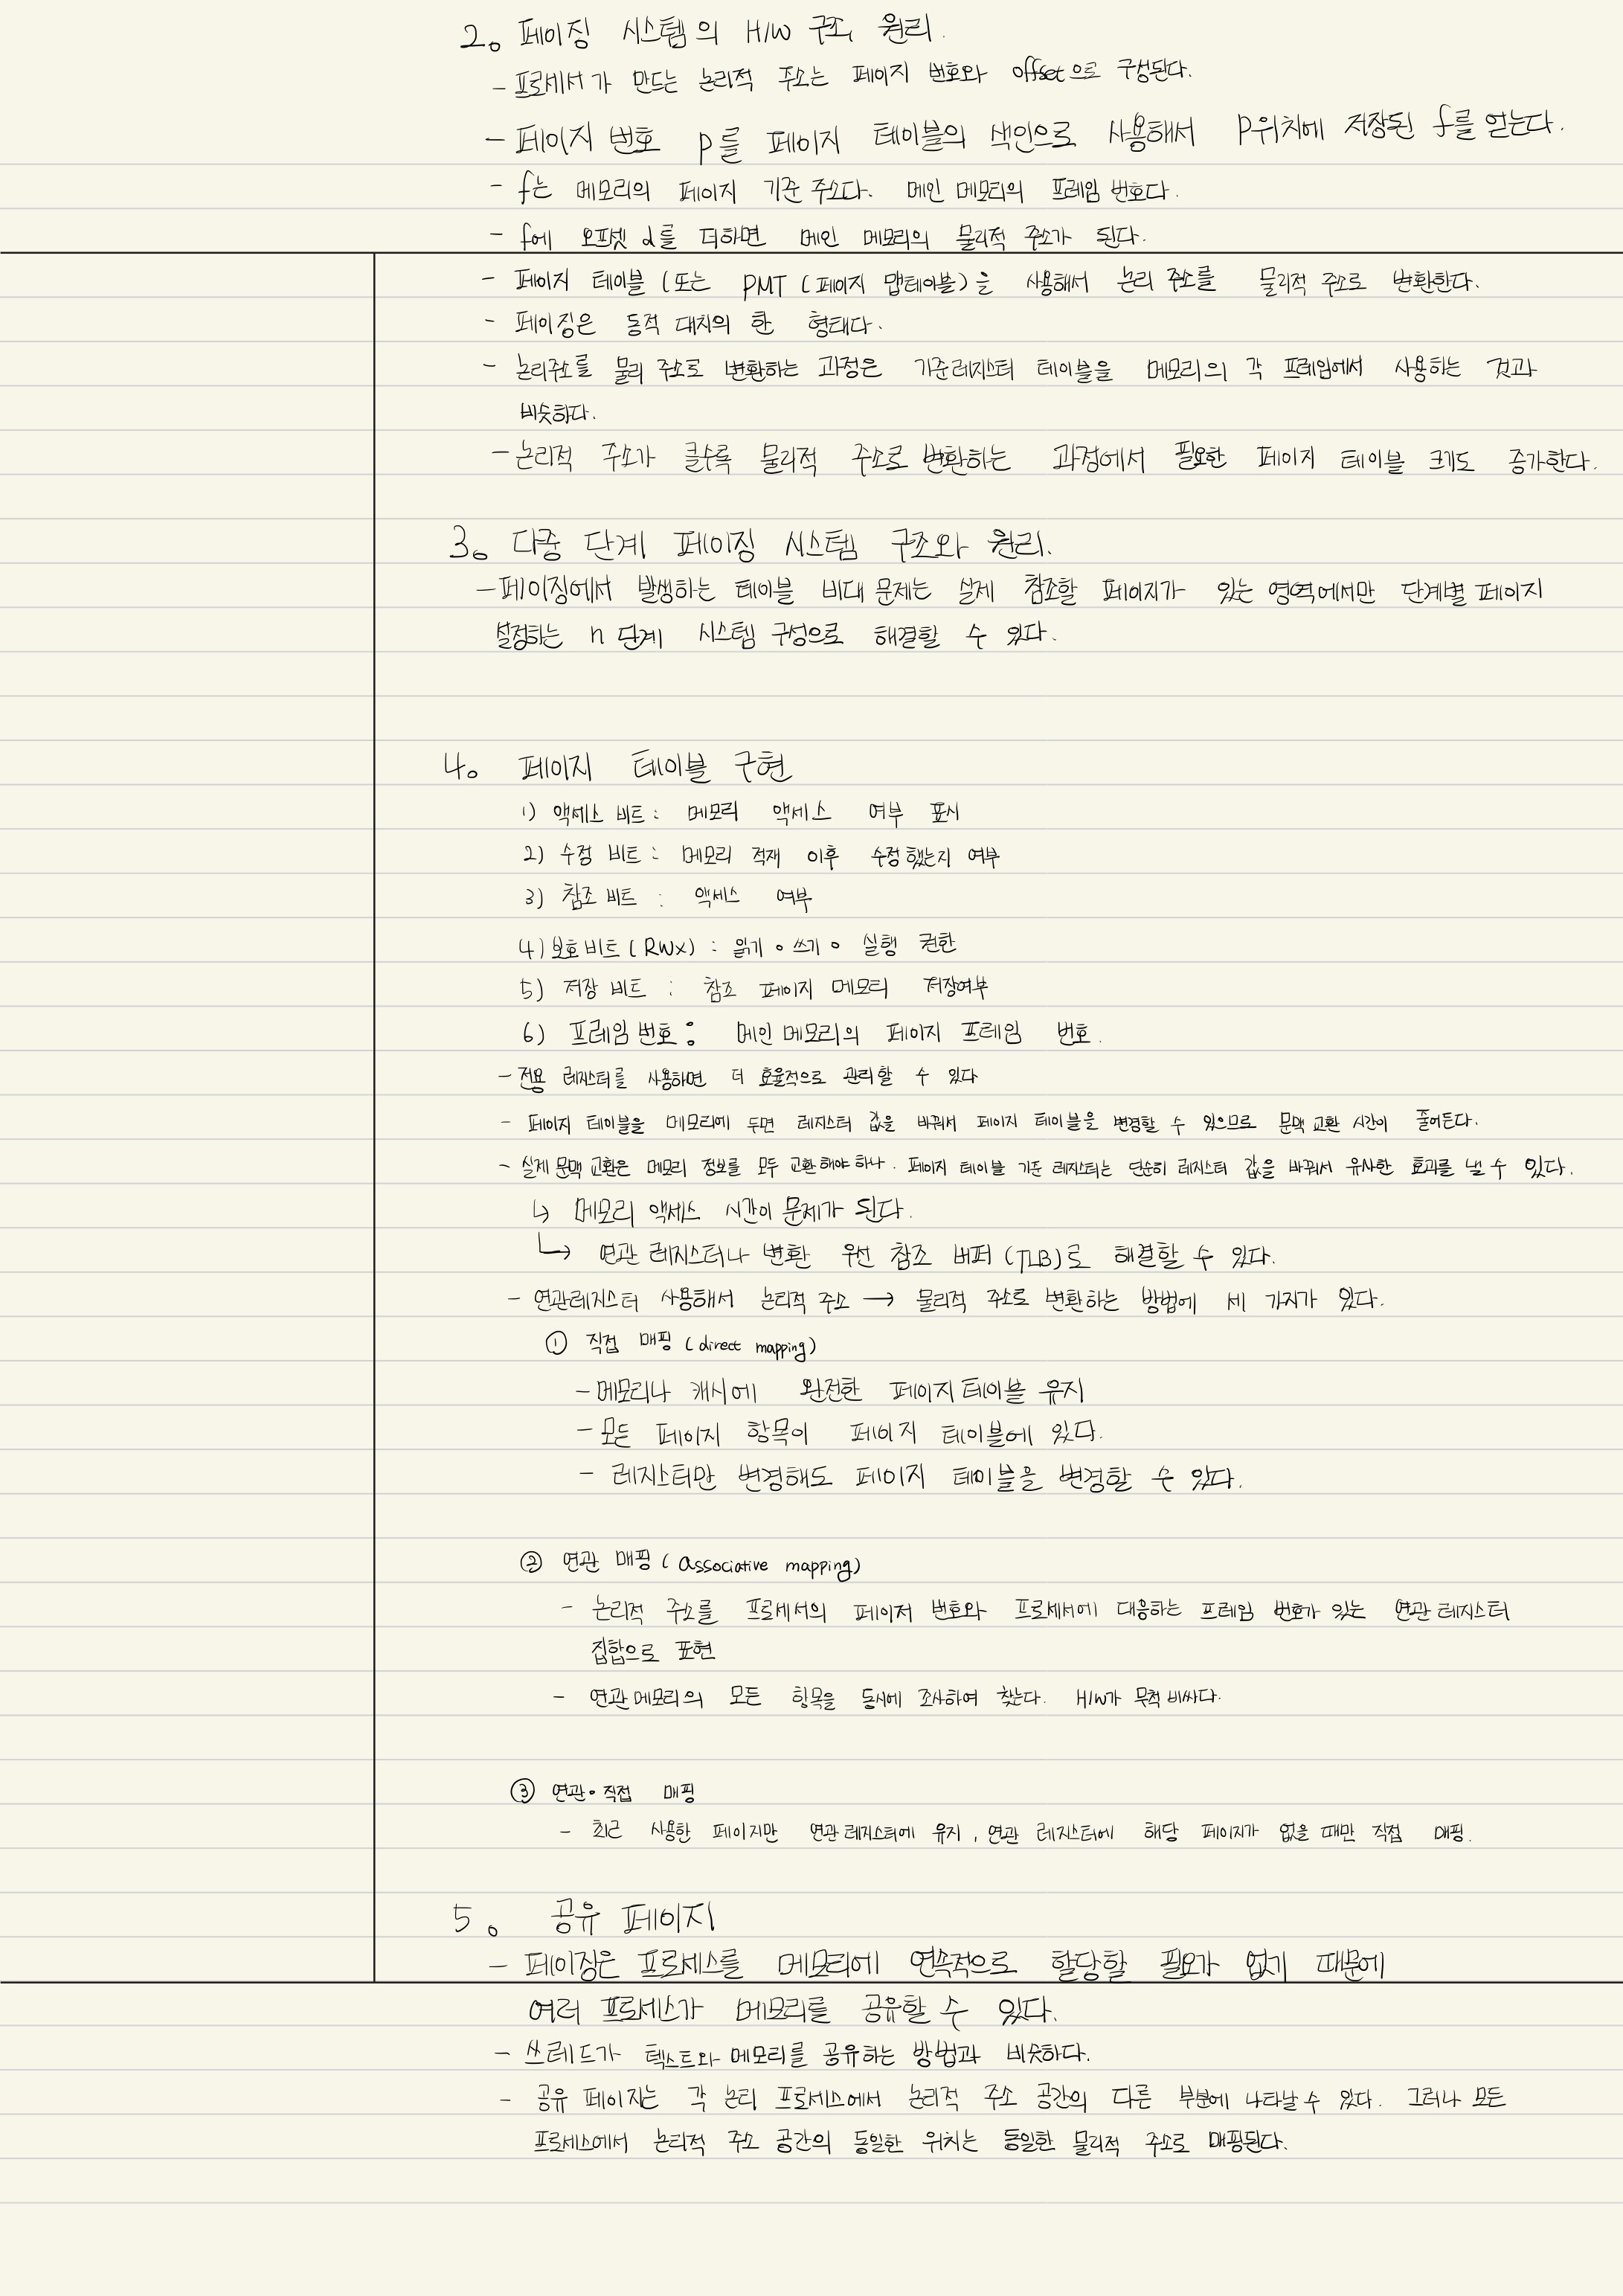 2. 페이징 시스템의 H/W 구조, 원리.
- 프로세서가 만드는 논리적 주소는 페이지 번호와 offset으로 구성된다.
- 페이지 번호 p를 페이지 테이블의 색인으로 사용해서 P위치에 저장된 f를 얻는다.
- f는 메모리의 페이지 기준 주소다. 메인 메모리의 프레임 번호다.
- f에 오프셋 d를 더하면 메인 메모리의 물리적 주소가 된다.
- 페이지 테이블 (또는 PMT (페이지 맵테이블)을 사용해서 논리 주소를 물리적 주소로 변환한다.
- 페이징은 동적 대치의 한 형태다.
- 논리주소를 물리 주소로 변환하는 과정은 기준레지스터 테이블을 메모리의 각 프레임에서 사용하는 것과
비슷하다.
- 논리적 주소가 클수록 물리적 주소로 변환하는 과정에서 필요한 페이지 테이블 크기도 증가한다.
3. 다중 단계 페이징 시스템 구조와 원리.
- 페이징에서 발생하는 테이블 비대 문제는 실제 참조할 페이지가 있는 영역에서만 단계별 페이지
설정하는 n 단계 시스템 구성으로 해결할 수 있다.
4. 페이지 테이블 구현
1) 액세스 비트 : 메모리 액세스 여부 표시
2) 수정 비트 : 메모리 적재 이후 수정했는지 여부
3) 참조 비트 : 액세스 여부
4) 보호비트 (RWX) : 읽기 。 쓰기 。 실행 권한
5) 저장 비트 : 참조 페이지 메모리 저장여부
6) 프레임 번호 : 메인 메모리의 페이지 프레임 번호.
- 전용 레지스터를 사용하면 더 효율적으로 관리할 수 있다
- 페이지 테이블을 메모리에 두면 레지스터 값을 바꿔서 페이지 테이블을 변경할 수 있으므로 문맥 교환 시간이 줄어든다.
- 실제 문맥 교환은 메모리 정보를 모두 교환해야 하나. 페이지 테이블 기준 레지스터는 단순히 레지스터 값을 바꿔서 유사한 효과를 낼 수 있다.
↳ 메모리 액세스 시간이 문제가 된다.
↳ 연관 레지스터나 변환 우선 참조 버퍼 (TLB)로 해결할 수 있다.
- 연관레지스터 사용해서 논리적 주소 → 물리적 주소로 변환하는 방법에 세 가지가 있다.
① 직접 매핑 (direct mapping)
- 메모리나 캐시에 완전한 페이지 테이블 유지
- 모든 페이지 항목이 페이지 테이블에 있다.
- 레지스터만 변경해도 페이지 테이블을 변경할 수 있다.
② 연관 매핑 (associative mapping)
- 논리적 주소를 프로세서의 페이저 번호와 프로세서에 대응하는 프레임 번호가 있는 연관 레지스터
집합으로 표현
- 연관 메모리의 모든 항목을 동시에 조사하여 찾는다. H/W가 무척 비싸다.
③ 연관。직접 매핑
- 최근 사용한 페이지만 연관 레지스터에 유지, 연관 레지스터에 해당 페이지가 없을 때만 직접 매핑.
5. 공유 페이지
- 페이징은 프로세스를 메모리에 연속적으로 할당할 필요가 없기 때문에
여러 프로세스가 메모리를 공유할 수 있다.
- 쓰레드가 텍스트와 메모리를 공유하는 방법과 비슷하다.
- 공유 페이지는 각 논리 프로세스에서 논리적 주소 공간의 다른 부분에 나타날 수 있다. 그러나 모든
프로세스에서 논리적 주소 공간의 동일한 위치는 동일한 물리적 주소로 매핑된다.